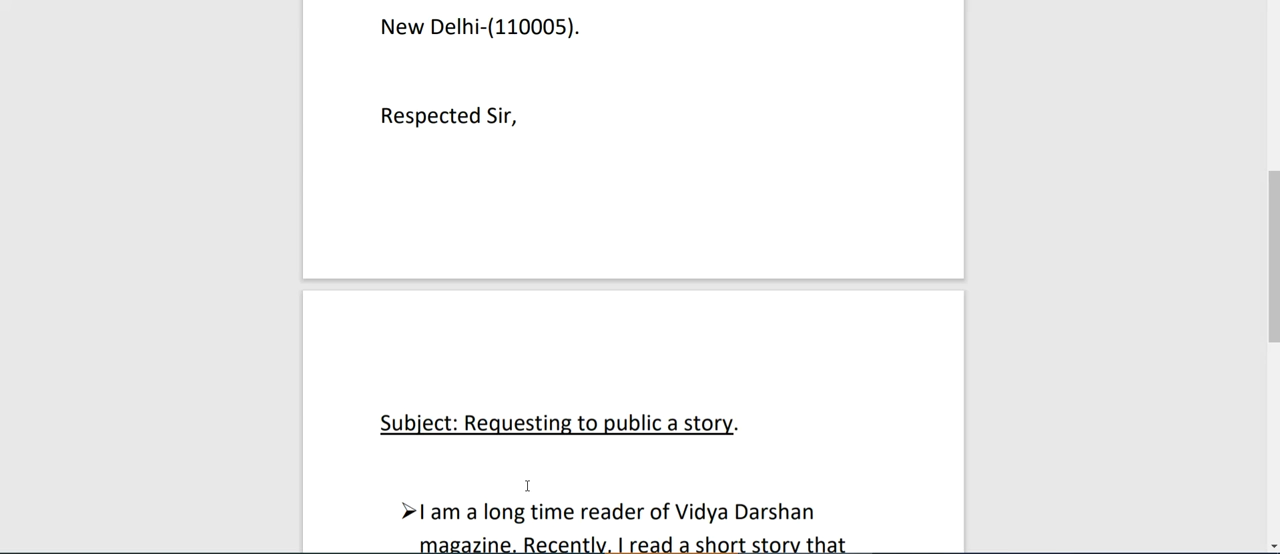 New Delhi-(110005).
Respected Sir,
Subject: Requesting to public a story.
➢I am a long time reader of Vidya Darshan
magazine. Recently, I read a short story that